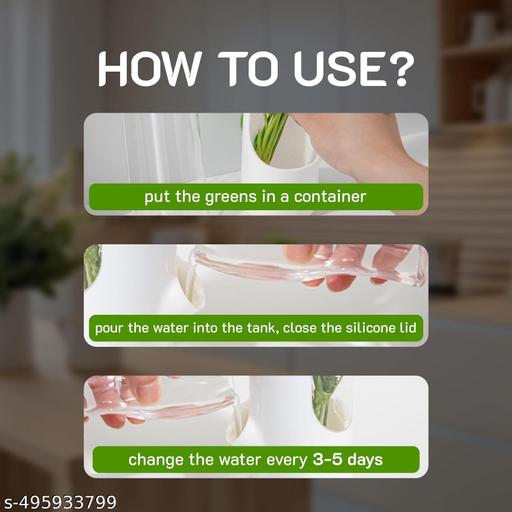 HOW TO USE?
put the greens in a container
pour the water into the tank, close the silicone lid
change the water every 3-5 days
s-495933799